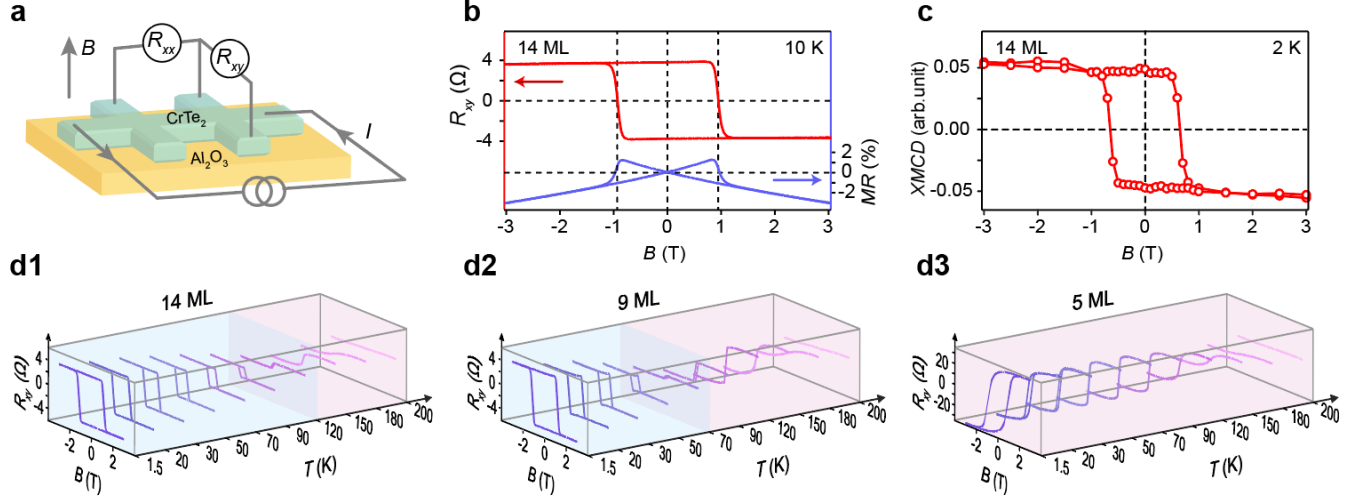 a
B
Rxx
Rxy
CrTe2
Al2O3
I
b
14 ML
10 K
Rxy (Ω)
4
0
-4
2
0
-2
MR (%)
-3 -2 -1 0 1 2 3
B (T)
c
14 ML
2 K
XMCD (arb.unit)
0.05
0.00
-0.05
-3 -2 -1 0 1 2 3
B (T)
d1
14 ML
Rxy (Ω)
4
0
-4
-2 0 2
B (T)
1.5 20 30 50 70 90 120 150 180 200
T (K)
d2
9 ML
Rxy (Ω)
4
0
-4
-2 0 2
B (T)
1.5 20 30 50 70 90 120 150 180 200
T (K)
d3
5 ML
Rxy (Ω)
20
0
-20
-2 0 2
B (T)
1.5 20 30 50 70 90 120 150 180 200
T (K)